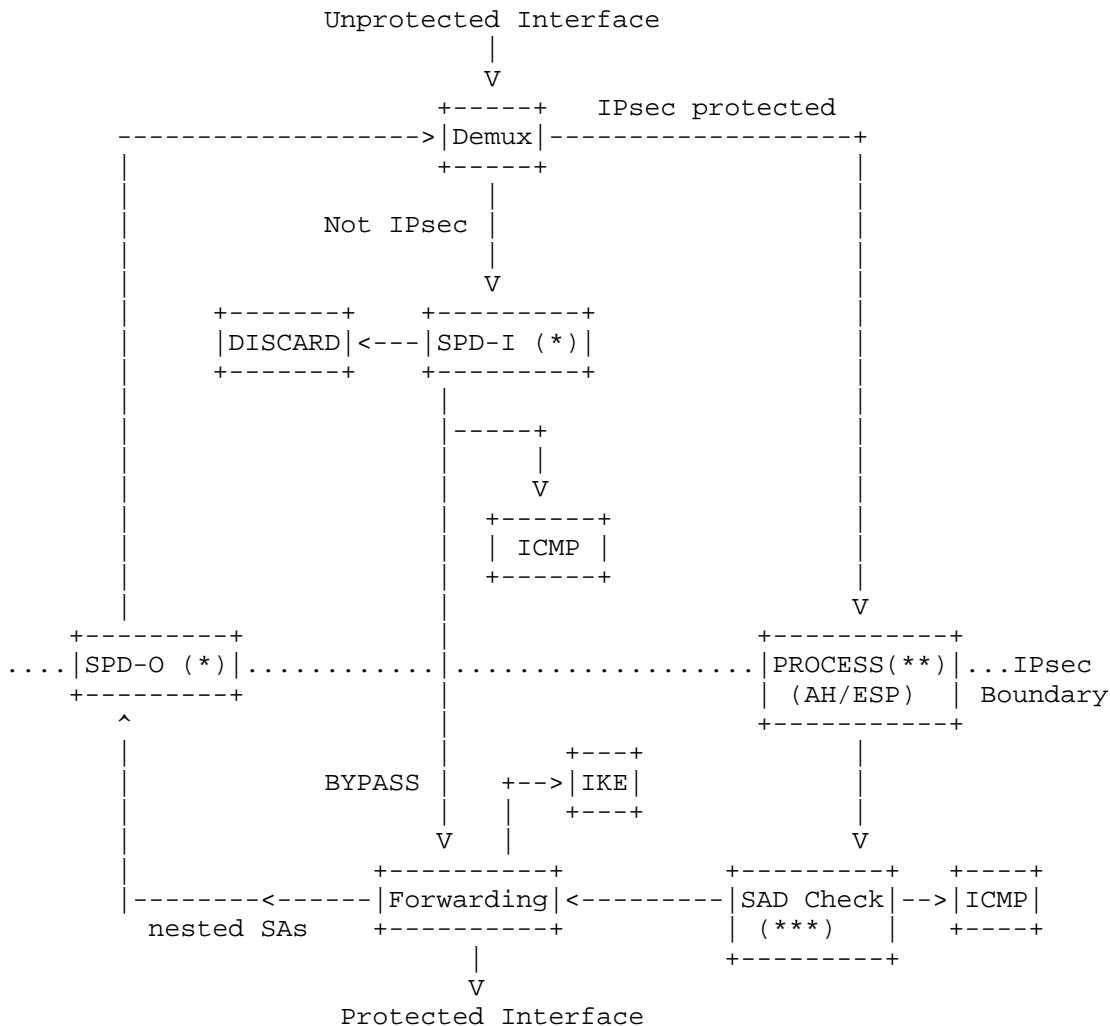 Unprotected Interface
|
V
+-----+ IPsec protected
------------------->|Demux|--------------------+
| +-----+ |
| | |
| Not IPsec | |
| | |
| V |
| +-------+ +---------+ |
| |DISCARD|<---|SPD-I (*)| |
| +-------+ +---------+ |
| | |
| |-----+ |
| | | |
| | V |
| | +------+ |
| | | ICMP | |
| | +------+ |
| | V
+---------+ | +-----------+
....|SPD-O (*)|............|...................|PROCESS(**)|...IPsec
+---------+ | | (AH/ESP) | Boundary
^ | +-----------+
| | +---+ |
| BYPASS | +-->|IKE| |
| | | +---+ |
| V | V
| +----------+ +---------+ +----+
|--------<------|Forwarding|<---------|SAD Check|-->|ICMP|
nested SAs +----------+ | (***) | +----+
| +---------+
V
Protected Interface